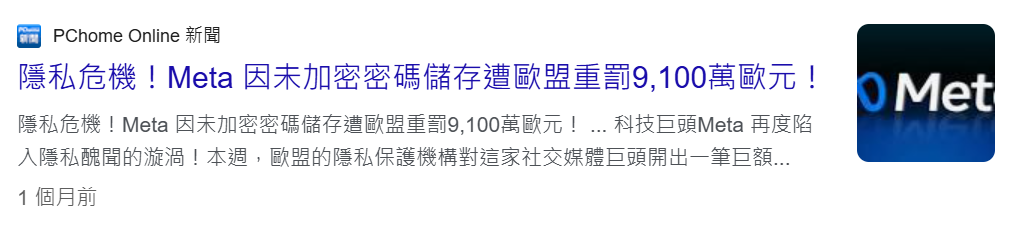 PChome
新聞
PChome Online 新聞
隱私危機！Meta 因未加密密碼儲存遭歐盟重罰9,100萬歐元！
隱私危機！Meta 因未加密密碼儲存遭歐盟重罰9,100萬歐元！ ... 科技巨頭Meta 再度陷
入隱私醜聞的漩渦！本週，歐盟的隱私保護機構對這家社交媒體巨頭開出一筆巨額...
1 個月前
Met